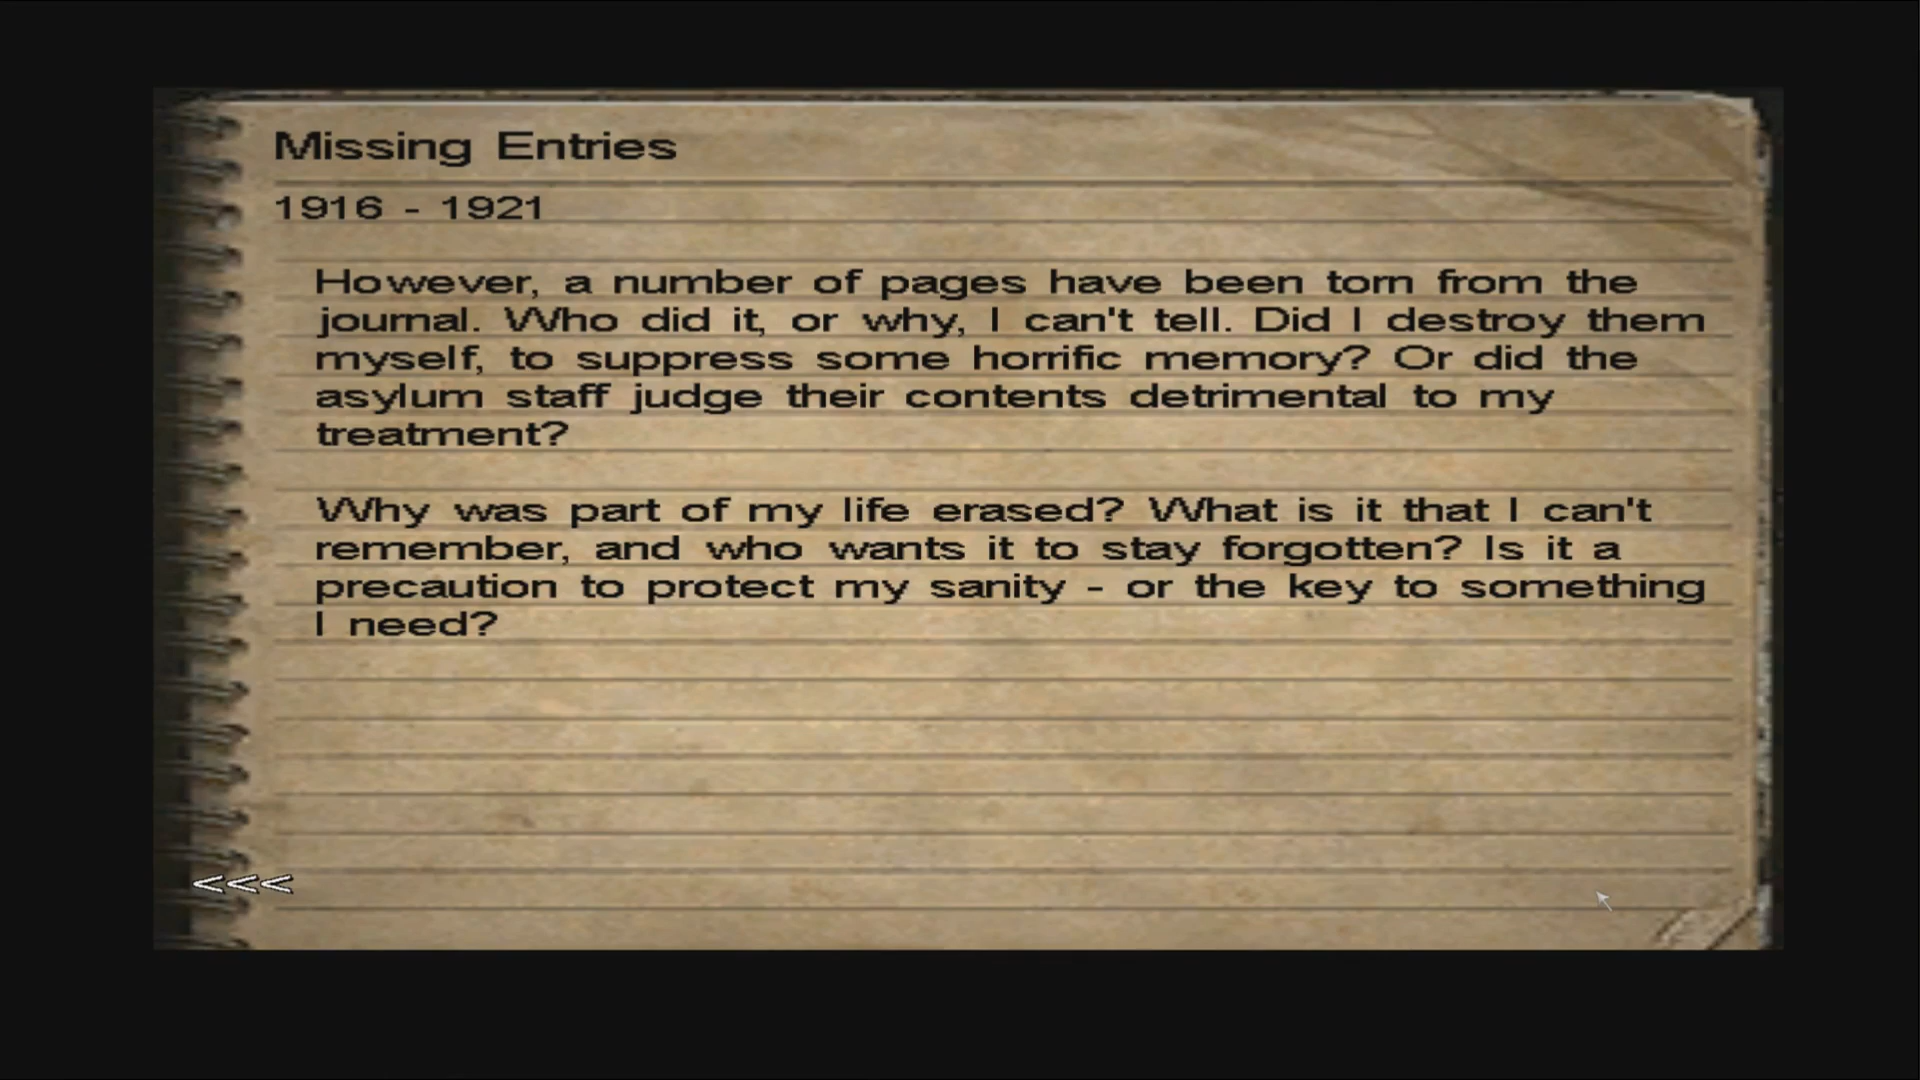 Missing Entries
1916 - 1921
However, a number of pages have been torn from the
journal. Who did it, or why, I can't tell. Did I destroy them
myself, to suppress some horrific memory? Or did the
asylum staff judge their contents detrimental to my
treatment?
Why was part of my life erased? What is it that I can't
remember, and who wants it to stay forgotten? Is it a
precaution to protect my sanity - or the key to something
I need?
<<<